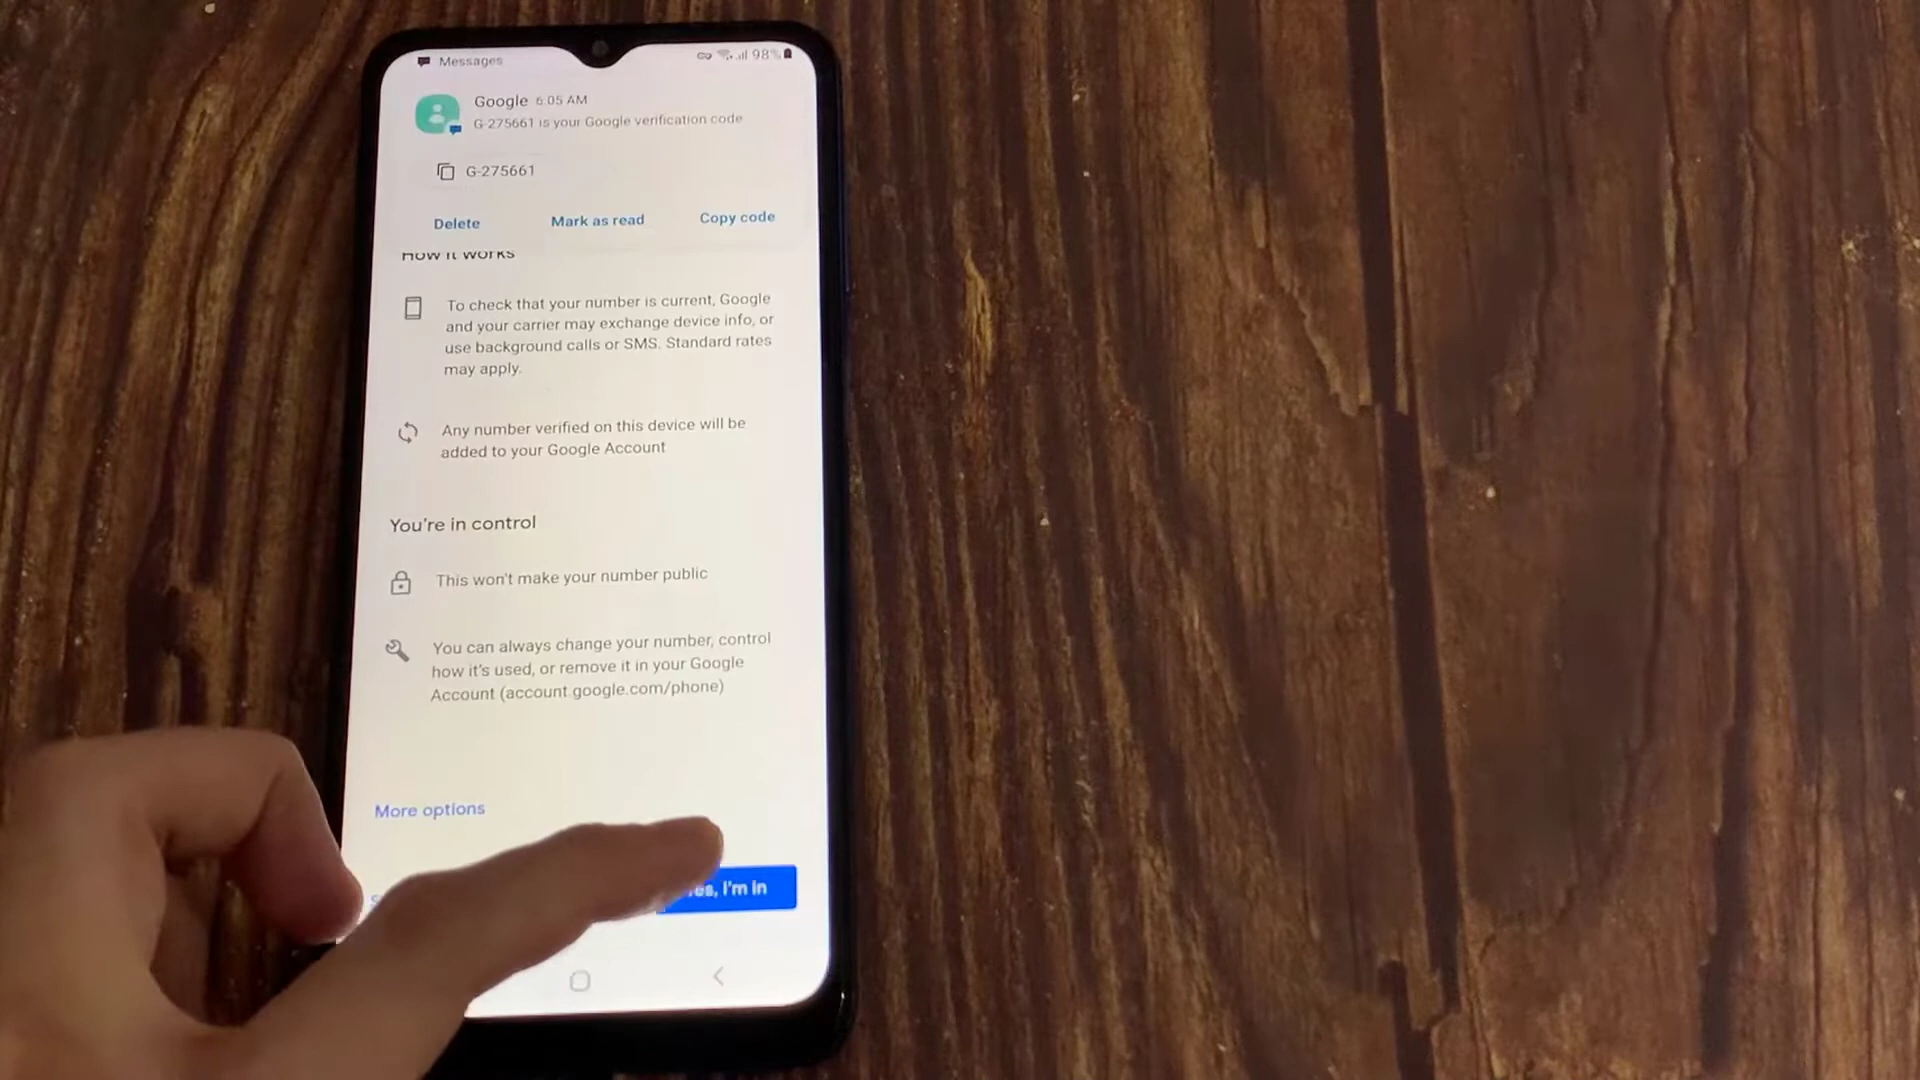 Messages
98%
Google 6:05 AM
G-275661 is your Google verification code
G-275661
Delete Mark as read Copy code
How it works
To check that your number is current, Google
and your carrier may exchange device info, or
use background calls or SMS. Standard rates
may apply.
Any number verified on this device will be
added to your Google Account
You're in control
This won't make your number public
You can always change your number, control
how it's used, or remove it in your Google
Account (account.google.com/phone)
More options
Yes, I'm in